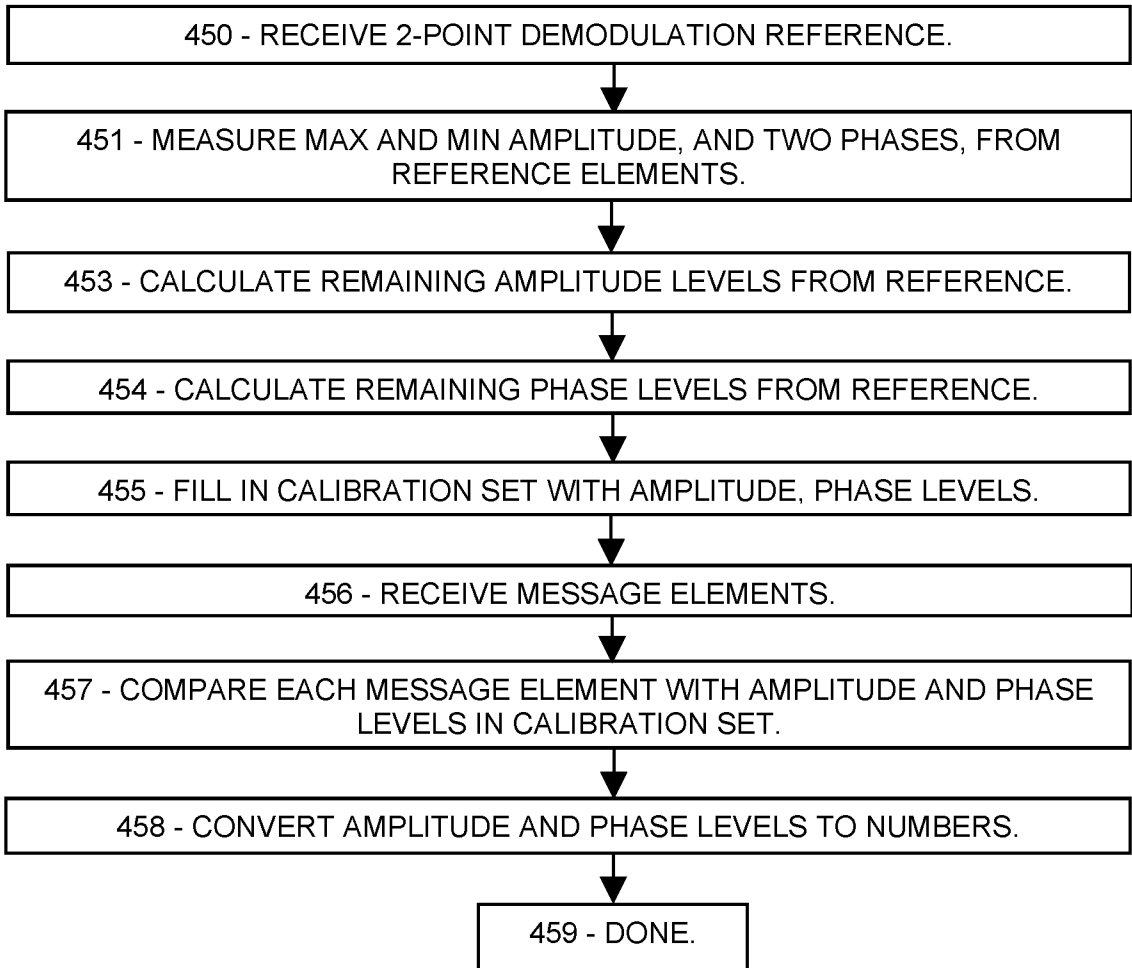 450 - RECEIVE 2-POINT DEMODULATION REFERENCE.
451 - MEASURE MAX AND MIN AMPLITUDE, AND TWO PHASES, FROM
REFERENCE ELEMENTS.
453 - CALCULATE REMAINING AMPLITUDE LEVELS FROM REFERENCE.
454 - CALCULATE REMAINING PHASE LEVELS FROM REFERENCE.
455 - FILL IN CALIBRATION SET WITH AMPLITUDE, PHASE LEVELS.
456 - RECEIVE MESSAGE ELEMENTS.
457 - COMPARE EACH MESSAGE ELEMENT WITH AMPLITUDE AND PHASE
LEVELS IN CALIBRATION SET.
458 - CONVERT AMPLITUDE AND PHASE LEVELS TO NUMBERS.
459 - DONE.